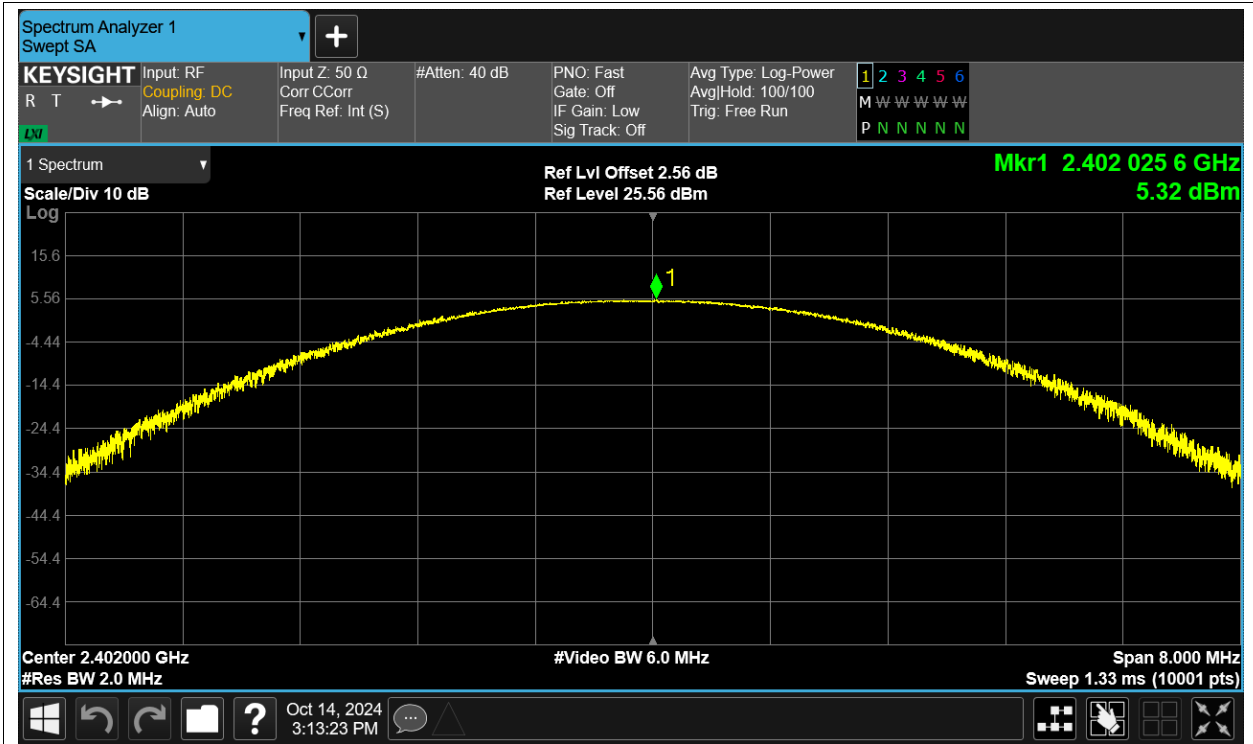 Spectrum Analyzer 1
Swept SA
KEYSIGHT
R T
LXI
Input: RF
Coupling: DC
Align: Auto
Input Z: 50 Ω
Corr CCorr
Freq Ref: Int (S)
#Atten: 40 dB
PNO: Fast
Gate: Off
IF Gain: Low
Sig Track: Off
Avg Type: Log-Power
Avg|Hold: 100/100
Trig: Free Run
1 2 3 4 5 6
M W W W W W
P N N N N N
1 Spectrum
Scale/Div 10 dB
Log
Ref Lvl Offset 2.56 dB
Ref Level 25.56 dBm
Mkr1 2.402 025 6 GHz
5.32 dBm
1
15.6
5.56
-4.44
-14.4
-24.4
-34.4
-44.4
-54.4
-64.4
Center 2.402000 GHz
#Res BW 2.0 MHz
#Video BW 6.0 MHz
Span 8.000 MHz
Sweep 1.33 ms (10001 pts)
?
Oct 14, 2024
3:13:23 PM